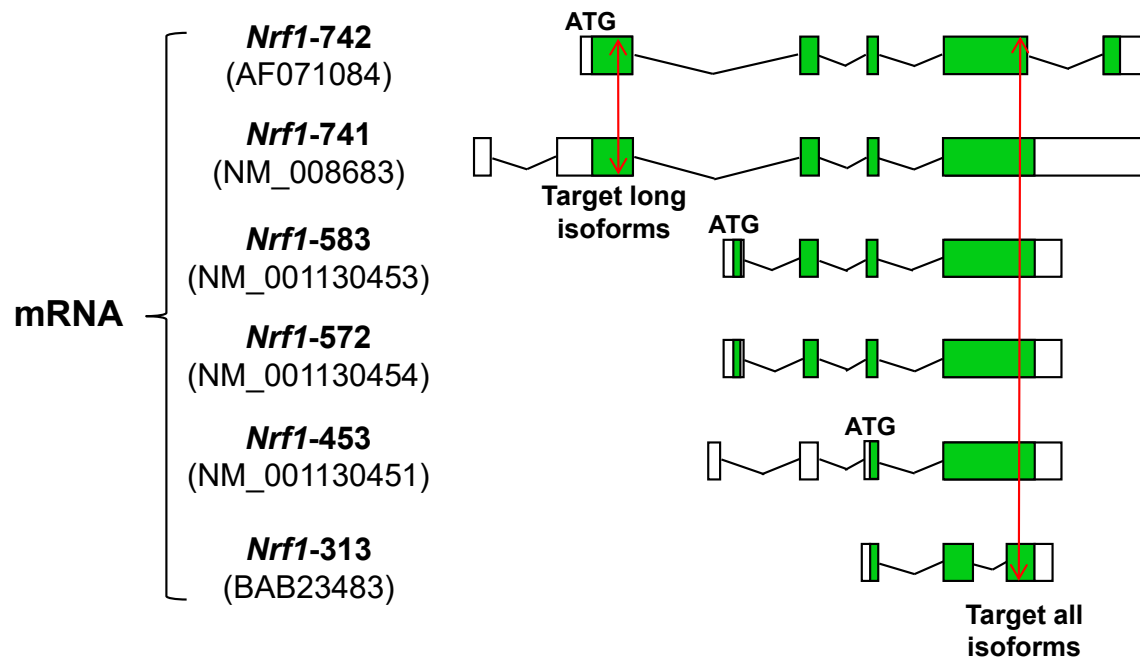 ATG
Nrf1-742
(AF071084)
Nrf1-741
(NM_008683)
Target long
isoforms
ATG
Nrf1-583
(NM_001130453)
mRNA
Nrf1-572
(NM_001130454)
ATG
Nrf1-453
(NM_001130451)
Nrf1-313
(BAB23483)
Target all
isoforms